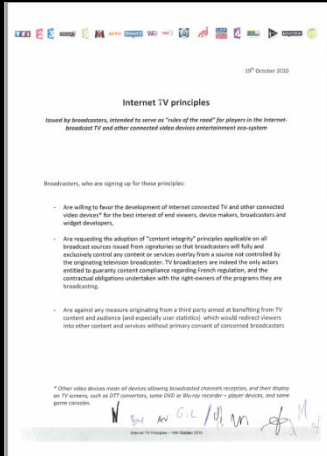 TF1
19th October 2010
Internet TV principles
Issued by broadcasters, intended to serve as "rules of the road" for players in the Internet-
broadcast TV and other connected video devices entertainment eco-system
Broadcasters, who are signing up for those principles:
- Are willing to favor the development of internet connected TV and other connected
video devices* for the best interest of end viewers, device makers, broadcasters and
widget developers,
- Are requesting the adoption of "content integrity" principles applicable on all
broadcast sources issued from signatories so that broadcasters will fully and
exclusively control any content or services overlay from a source not controlled by
the originating television broadcaster. TV broadcasters are indeed the only actors
entitled to guaranty content compliance regarding French regulation, and the
contractual obligations undertaken with the right-owners of the programs they are
broadcasting.
- Are against any measure originating from a third party aimed at benefiting from TV
content and audience (and especially user statistics) which would redirect viewers
into other content and services without primary consent of concerned broadcasters
* Other video devices mean all devices allowing broadcasted channels reception, and their display
on TV screens, such as DTT convertors, some DVD or Blu-ray recorder – player devices, and some
game consoles.
AV G.L
Internet TV Principles – 19th October 2010